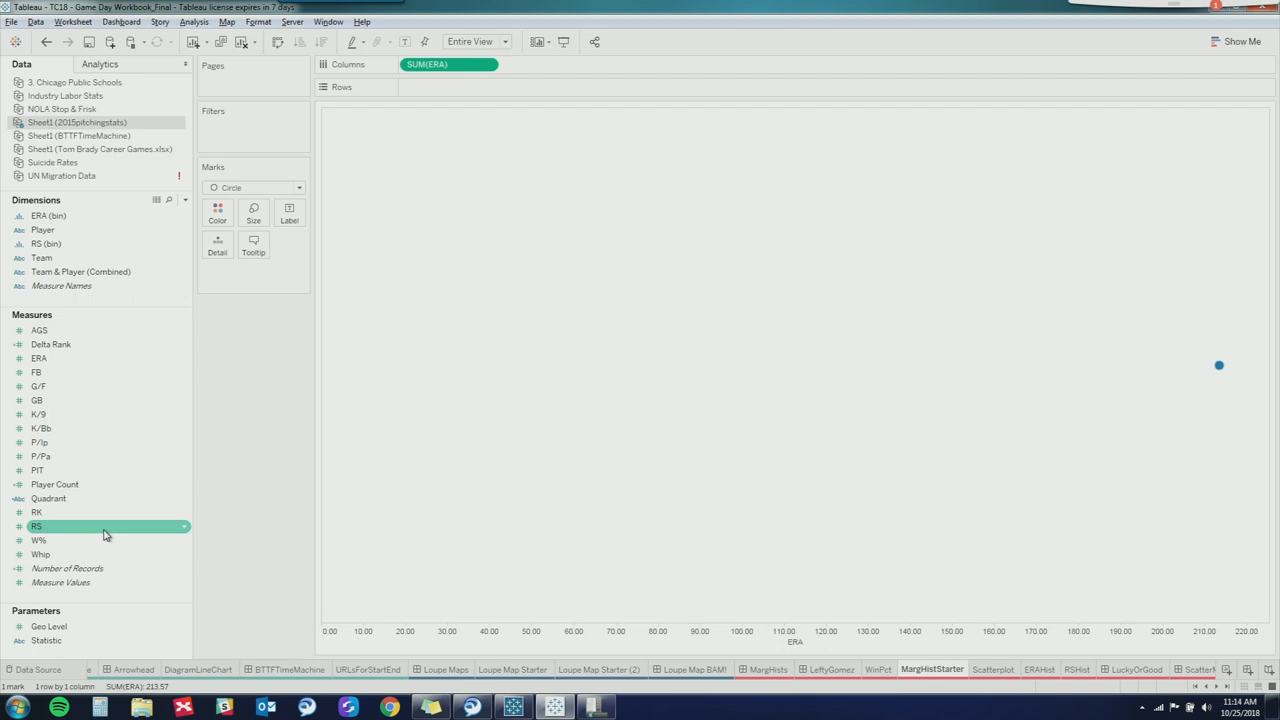 Tableau - TC18 - Game Day Workbook_Final - Tableau license expires in 7 days
1
File Data Worksheet Dashboard Story Analysis Map Format Server Window Help
Entire View
Show Me
Data Analytics
3. Chicago Public Schools
Industry Labor Stats
NOLA Stop & Frisk
Sheet1 (2015pitchingstats)
Sheet1 (BTTFTimeMachine)
Sheet1 (Tom Brady Career Games.xlsx)
Suicide Rates
UN Migration Data !
Dimensions
ERA (bin)
Abc Player
RS (bin)
Abc Team
Abc Team & Player (Combined)
Abc Measure Names
Measures
# AGS
# Delta Rank
# ERA
# FB
# G/F
# GB
# K/9
# K/Bb
# P/Ip
# P/Pa
# PIT
# Player Count
Abc Quadrant
# RK
# RS
# W%
# Whip
# Number of Records
# Measure Values
Parameters
# Geo Level
Abc Statistic
Pages
Filters
Marks
Circle
Color Size Label
Detail Tooltip
Columns SUM(ERA)
Rows
0.00 10.00 20.00 30.00 40.00 50.00 60.00 70.00 80.00 90.00 100.00 110.00 120.00 130.00 140.00 150.00 160.00 170.00 180.00 190.00 200.00 210.00 220.00
ERA
Data Source e Arrowhead DiagramLineChart BTTFTimeMachine URLsForStartEnd Loupe Maps Loupe Map Starter Loupe Map Starter (2) Loupe Map BAM! MargHists LeftyGomez WinPct MargHistStarter Scatterplot ERAHist RSHist LuckyOrGood
1 mark 1 row by 1 column SUM(ERA): 213.57
11:14 AM
10/25/2018